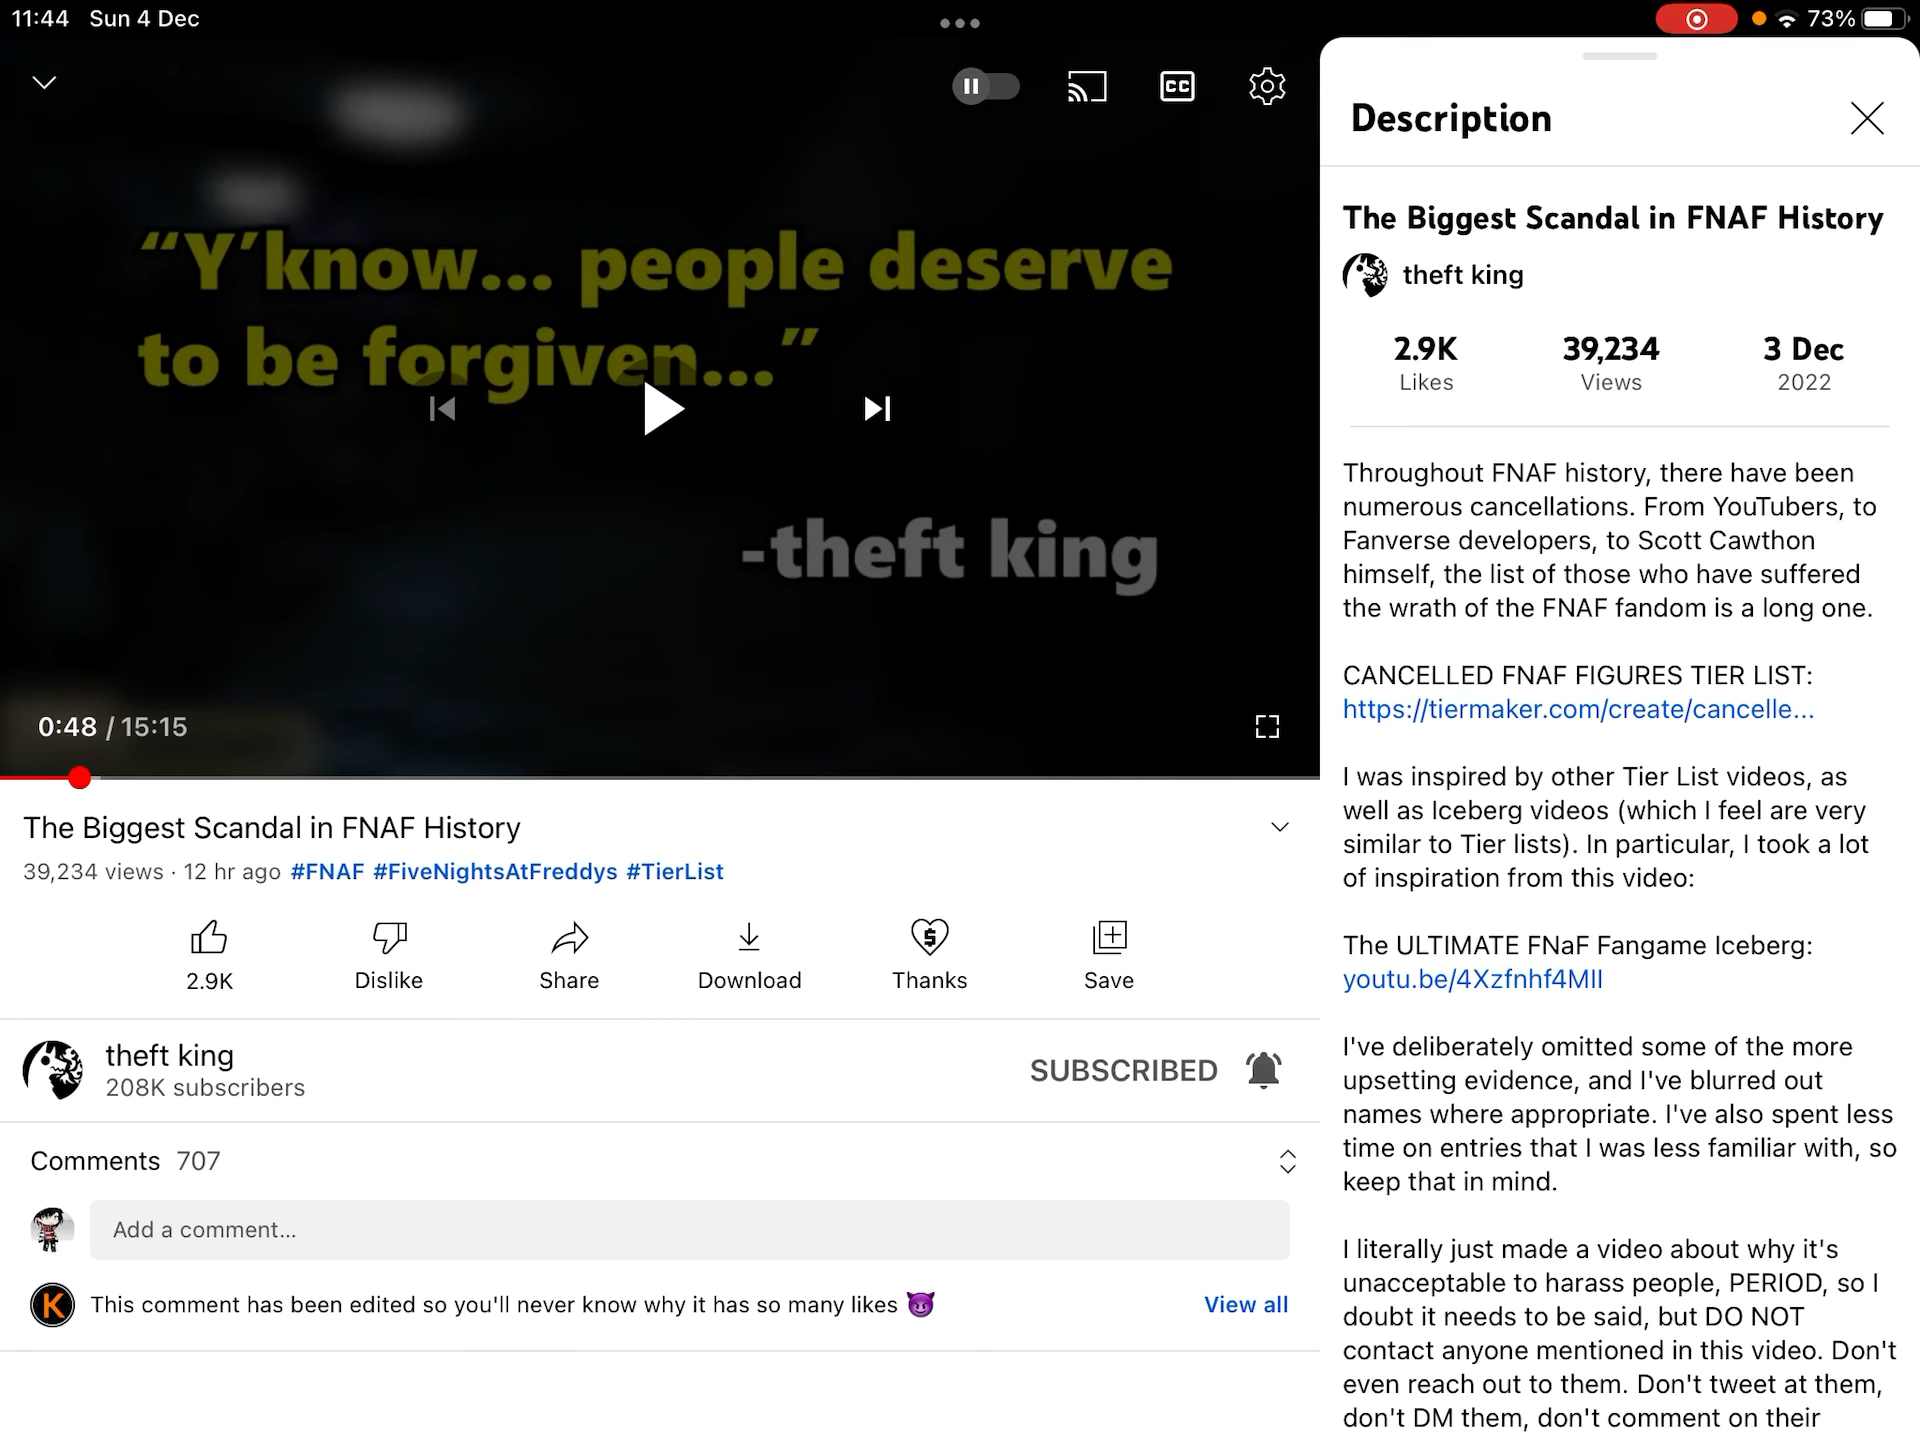 11:44 Sun 4 Dec
73%
CC
“Y’know... people deserve
to be forgiven...”
-theft king
0:48 / 15:15
The Biggest Scandal in FNAF History
39,234 views · 12 hr ago #FNAF #FiveNightsAtFreddys #TierList
2.9K
Dislike
Share
Download
Thanks
Save
theft king
208K subscribers
SUBSCRIBED
Comments 707
Add a comment...
K
This comment has been edited so you'll never know why it has so many likes 😈
View all
Description
The Biggest Scandal in FNAF History
theft king
2.9K 39,234 3 Dec
Likes Views 2022
Throughout FNAF history, there have been
numerous cancellations. From YouTubers, to
Fanverse developers, to Scott Cawthon
himself, the list of those who have suffered
the wrath of the FNAF fandom is a long one.
CANCELLED FNAF FIGURES TIER LIST:
https://tiermaker.com/create/cancelle...
I was inspired by other Tier List videos, as
well as Iceberg videos (which I feel are very
similar to Tier lists). In particular, I took a lot
of inspiration from this video:
The ULTIMATE FNaF Fangame Iceberg:
youtu.be/4Xzfnhf4MII
I've deliberately omitted some of the more
upsetting evidence, and I've blurred out
names where appropriate. I've also spent less
time on entries that I was less familiar with, so
keep that in mind.
I literally just made a video about why it's
unacceptable to harass people, PERIOD, so I
doubt it needs to be said, but DO NOT
contact anyone mentioned in this video. Don't
even reach out to them. Don't tweet at them,
don't DM them, don't comment on their